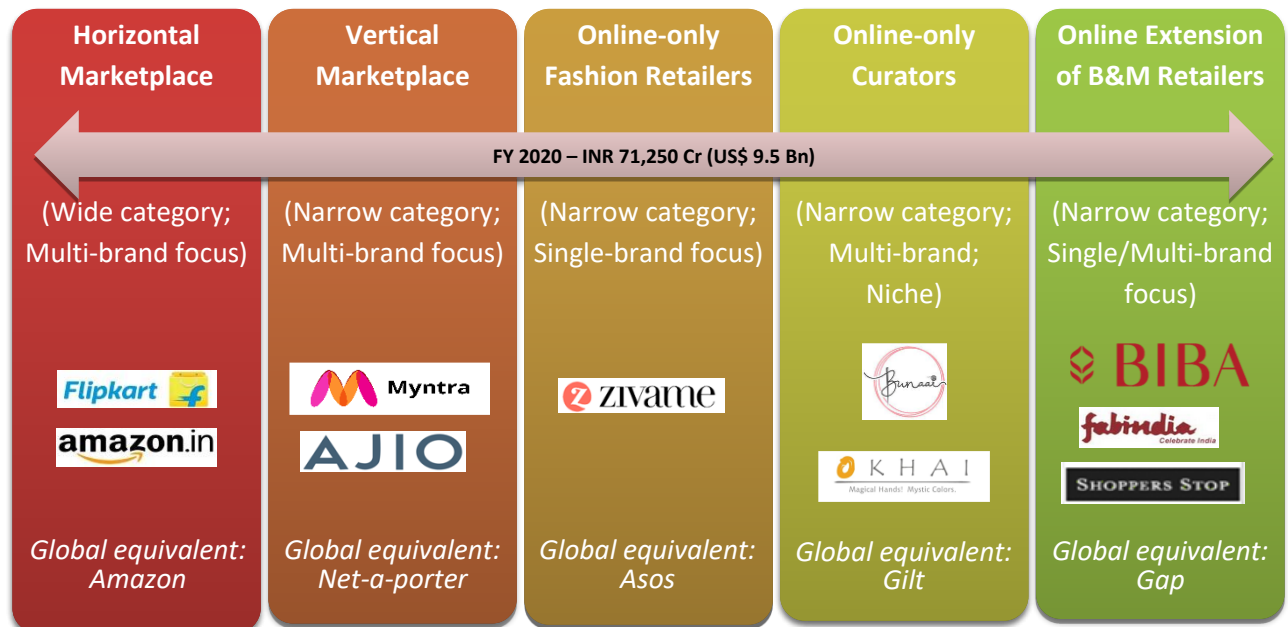 Horizontal
Marketplace
Vertical
Marketplace
Online-only
Fashion Retailers
Online-only
Curators
Online Extension
of B&M Retailers
FY 2020 – INR 71,250 Cr (US$ 9.5 Bn)
(Wide category;
Multi-brand focus)
(Narrow category;
Multi-brand focus)
(Narrow category;
Single-brand focus)
(Narrow category;
Multi-brand;
Niche)
(Narrow category;
Single/Multi-brand
focus)
Flipkart
amazon.in
Myntra
AJIO
ZIVAME
Bunaai
OKHAI
Magical Hands! Mystic Colors.
BIBA
fabindia
Celebrate India
SHOPPERS STOP
Global equivalent:
Amazon
Global equivalent:
Net-a-porter
Global equivalent:
Asos
Global equivalent:
Gilt
Global equivalent:
Gap